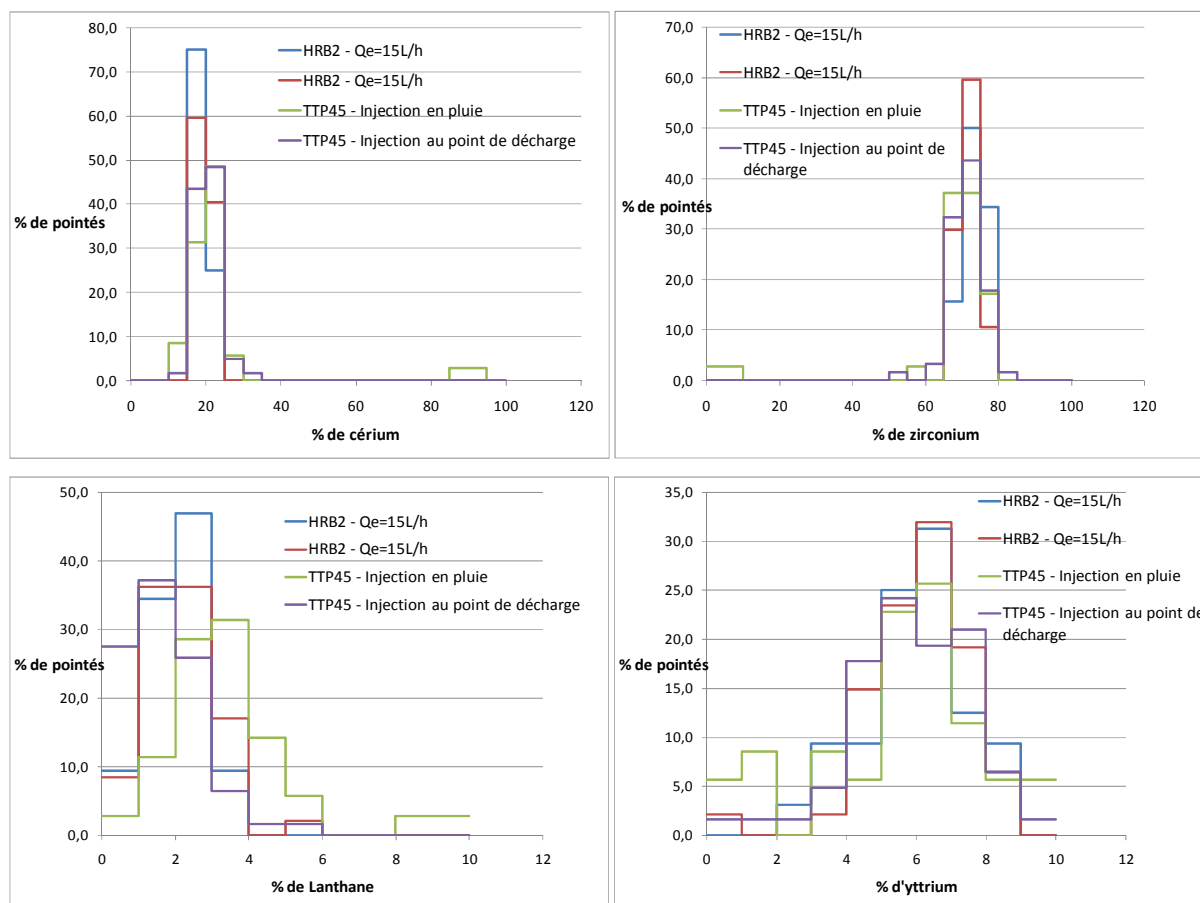 80,0
70,0
60,0
50,0
40,0
% de pointés
30,0
20,0
10,0
0,0
0 20 40 60 80 100 120
% de cérium
HRB2 - Qe=15L/h
HRB2 - Qe=15L/h
TTP45 - Injection en pluie
TTP45 - Injection au point de décharge
70,0
60,0
50,0
40,0
% de pointés
30,0
20,0
10,0
0,0
0 20 40 60 80 100 120
% de zirconium
HRB2 - Qe=15L/h
HRB2 - Qe=15L/h
TTP45 - Injection en pluie
TTP45 - Injection au point de
décharge
50,0
40,0
30,0
% de pointés
20,0
10,0
0,0
0 2 4 6 8 10 12
% de Lanthane
HRB2 - Qe=15L/h
HRB2 - Qe=15L/h
TTP45 - Injection en pluie
TTP45 - Injection au point de décharge
35,0
30,0
25,0
20,0
% de pointés
15,0
10,0
5,0
0,0
0 2 4 6 8 10 12
% d'yttrium
HRB2 - Qe=15L/h
HRB2 - Qe=15L/h
TTP45 - Injection en pluie
TTP45 - Injection au point de
décharge